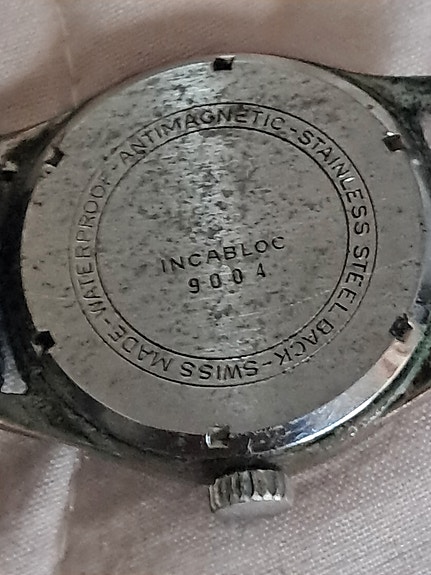 WATERPROOF-ANTIMAGNETIC-STAINLESS STEEL BACK-SWISS MADE-
INCABLOC
9004